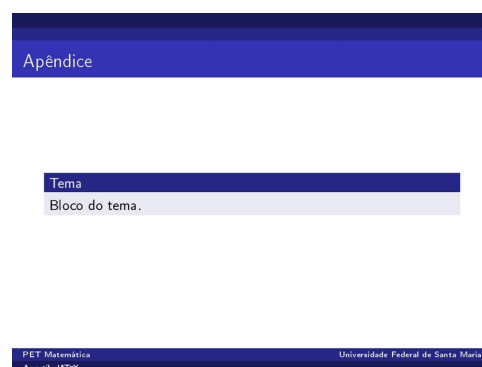 Apêndice
Tema
Bloco do tema.
PET Matemática Universidade Federal de Santa Maria